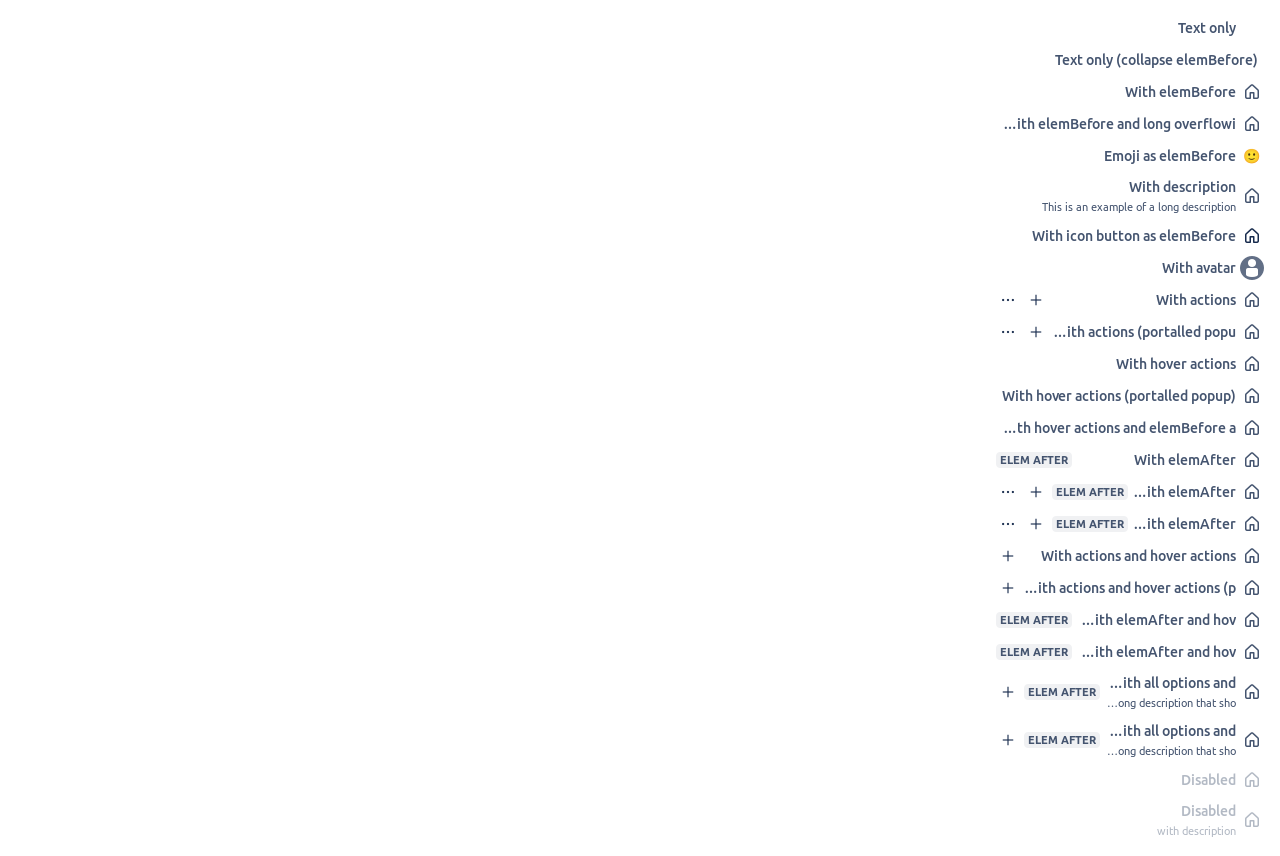 Text only
Text only (collapse elemBefore)
With elemBefore
...ith elemBefore and long overflowi
Emoji as elemBefore
With description
This is an example of a long description
With icon button as elemBefore
With avatar
With actions
...ith actions (portalled popu
With hover actions
With hover actions (portalled popup)
...th hover actions and elemBefore a
ELEM AFTER With elemAfter
ELEM AFTER ...ith elemAfter
ELEM AFTER ...ith elemAfter
With actions and hover actions
...ith actions and hover actions (p
ELEM AFTER ...ith elemAfter and hov
ELEM AFTER ...ith elemAfter and hov
...ith all options and
ELEM AFTER
...ong description that sho
...ith all options and
ELEM AFTER
...ong description that sho
Disabled
Disabled
with description